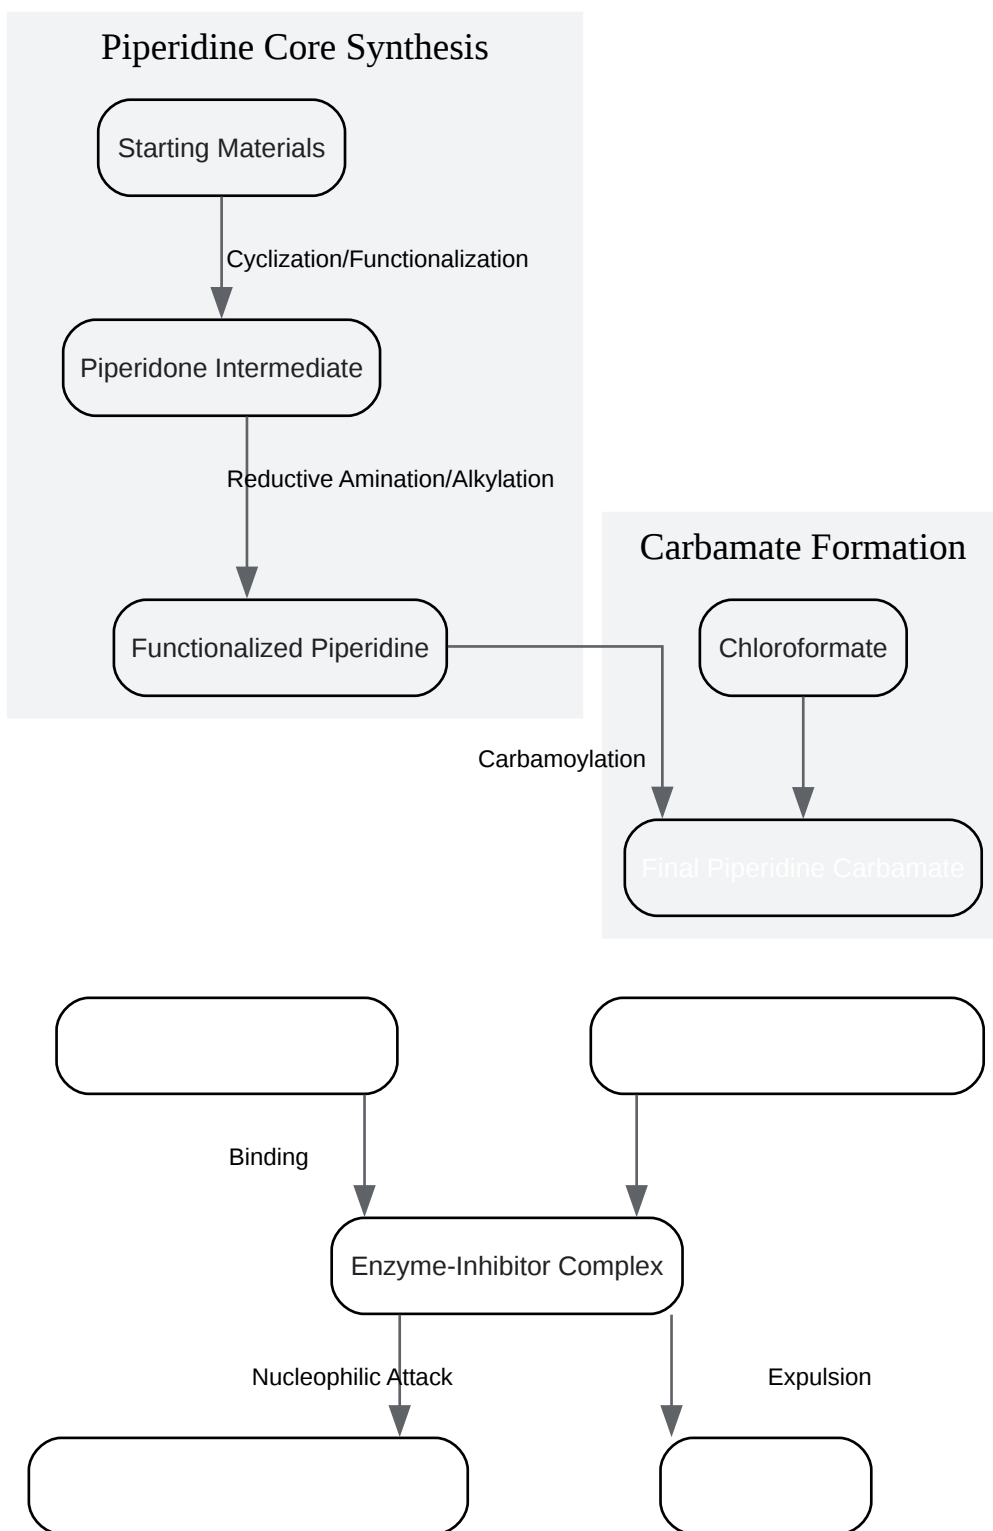 Piperidine Core Synthesis
Starting Materials
Cyclization/Functionalization
Piperidone Intermediate
Reductive Amination/Alkylation
Functionalized Piperidine
Carbamate Formation
Chloroformate
Carbamoylation
Final Piperidine Carbamate
Binding
Enzyme-Inhibitor Complex
Nucleophilic Attack
Expulsion